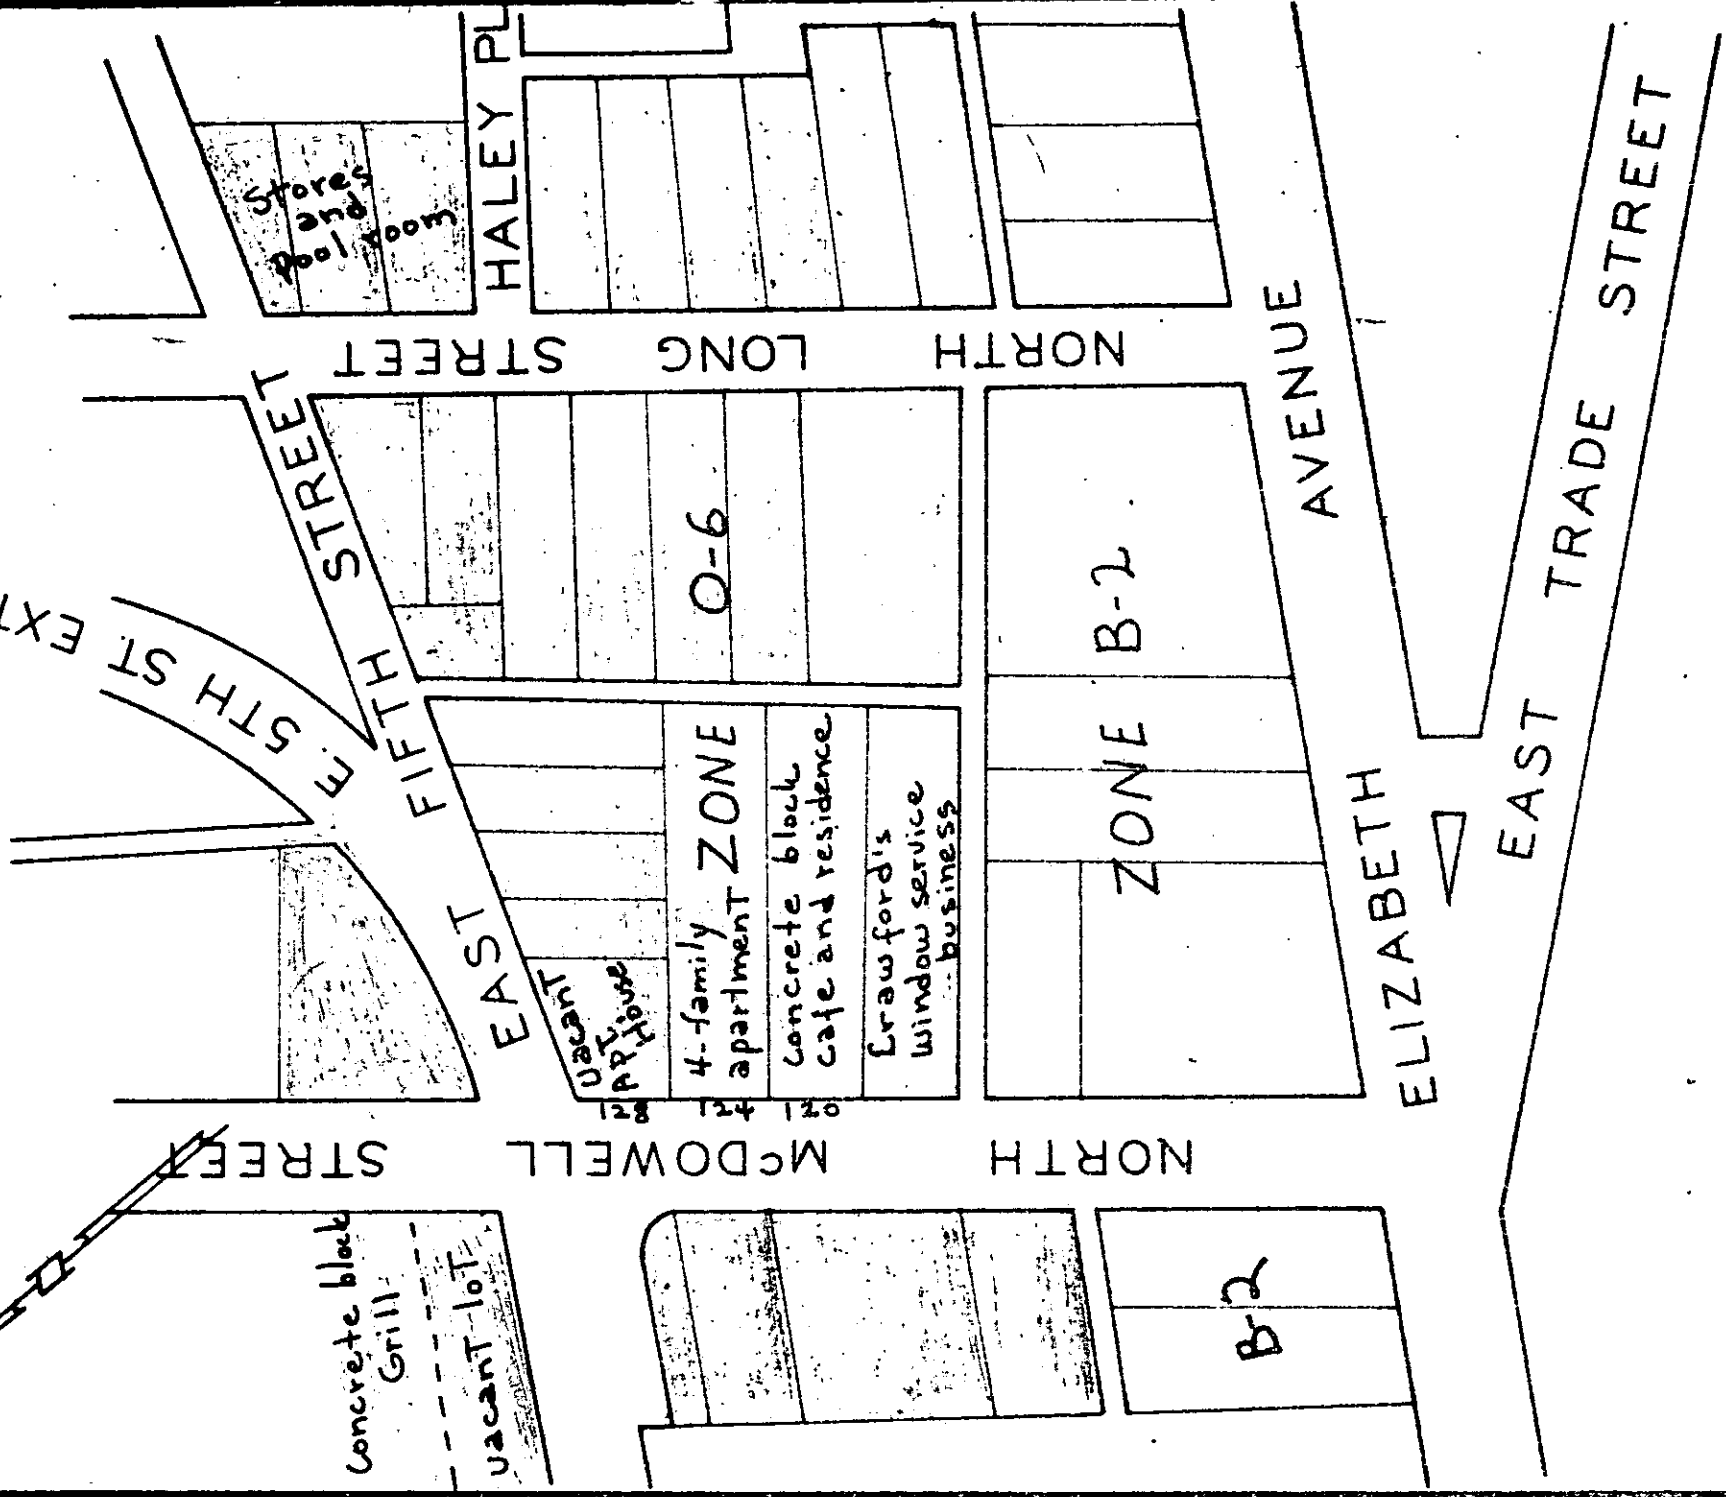 HALEY PL
Stores
and
pool room
NORTH LONG STREET
EAST FIFTH STREET
E. 5TH ST. EXT
ZONE O-6
ZONE B-2
ELIZABETH AVENUE
EAST TRADE STREET
vacanT
APT.
House
4-family
apartmenT
concrete block
cafe and residence
Crawford's
window service
business
128
124
120
NORTH McDOWELL STREET
concrete block
Grill
vacanT loT
B-2